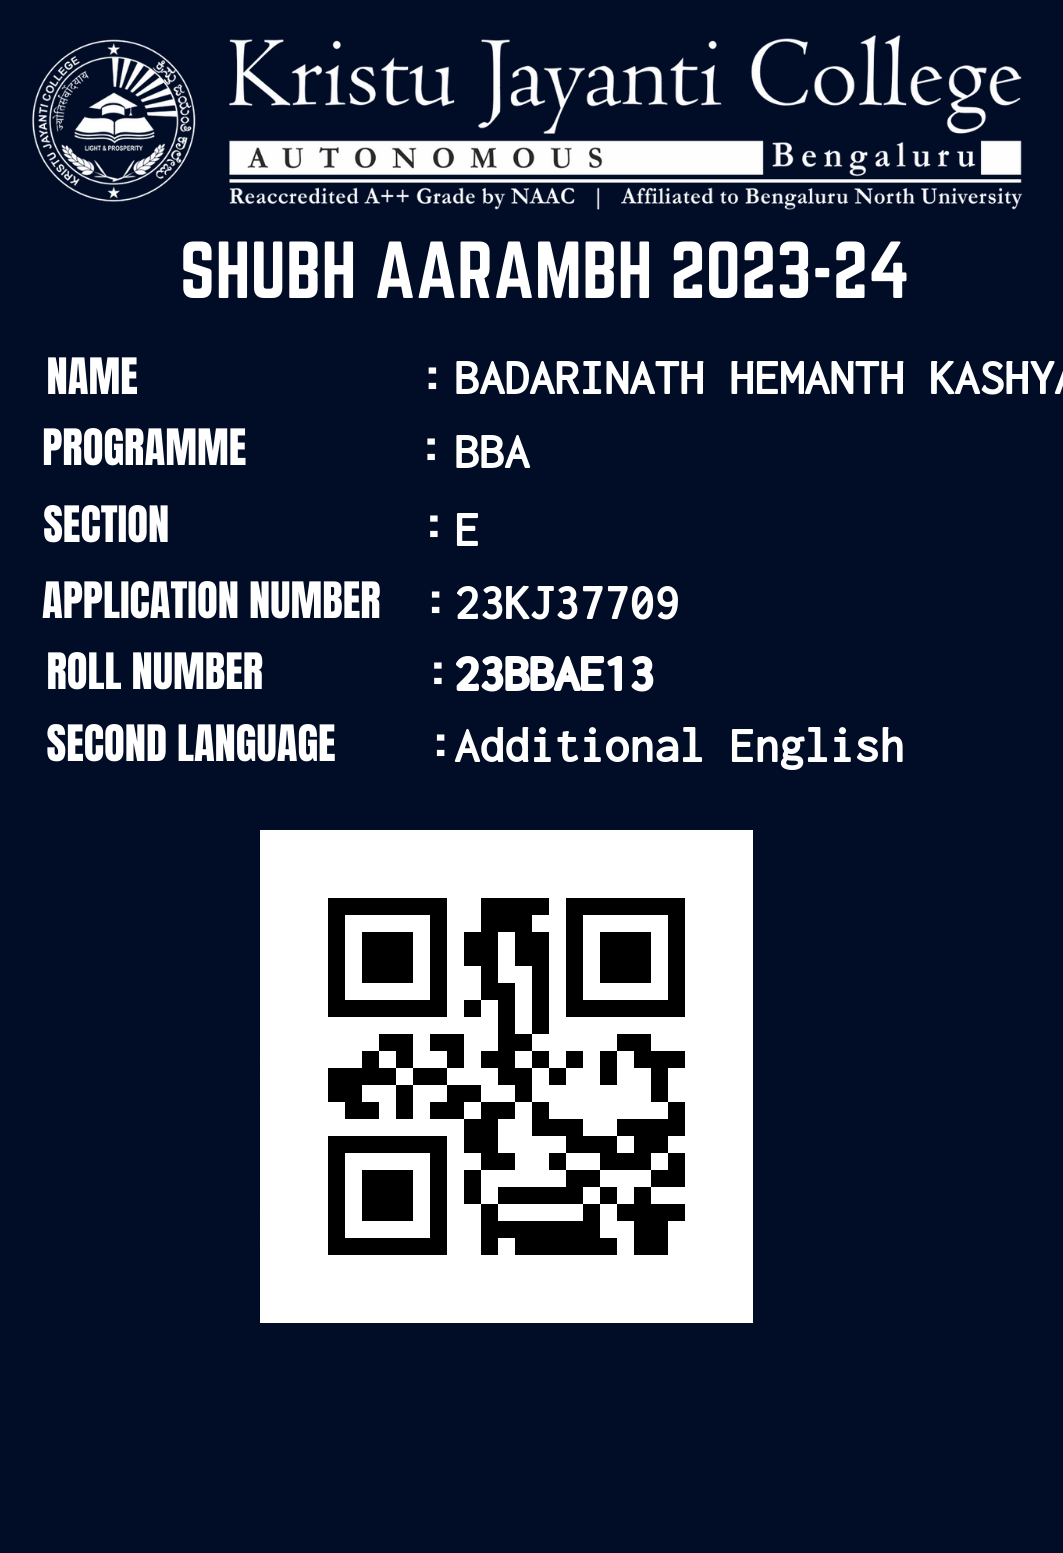 Kristu Jayanti College
AUTONOMOUS Bengaluru
Reaccredited A++ Grade by NAAC | Affiliated to Bengaluru North University
KRISTU JAYANTI COLLEGE
LIGHT & PROSPERITY
SHUBH AARAMBH 2023-24
NAME : BADARINATH HEMANTH KASHYA
PROGRAMME : BBA
SECTION : E
APPLICATION NUMBER : 23KJ37709
ROLL NUMBER : 23BBAE13
SECOND LANGUAGE : Additional English